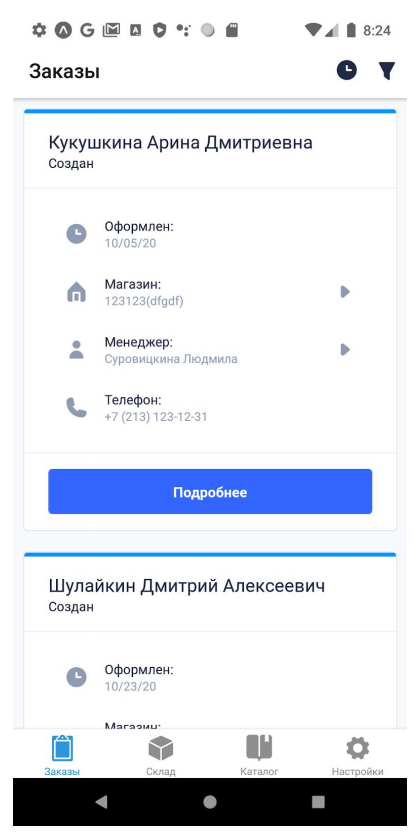 8:24
Заказы
Кукушкина Арина Дмитриевна
Создан
Оформлен:
10/05/20
Магазин:
123123(dfgdf)
Менеджер:
Суровицкина Людмила
Телефон:
+7 (213) 123-12-31
Подробнее
Шулайкин Дмитрий Алексеевич
Создан
Оформлен:
10/23/20
Магазин:
Заказы Склад Каталог Настройки